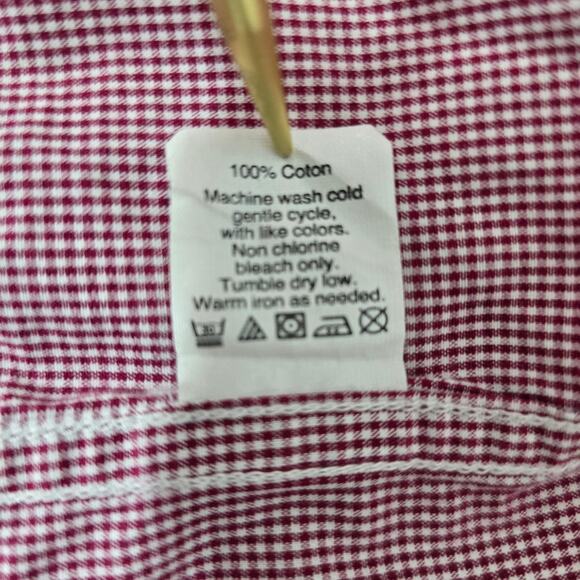 100% Coton
Machine wash cold
gentle cycle,
with like colors.
Non chlorine
bleach only.
Tumble dry low.
Warm iron as needed.
30